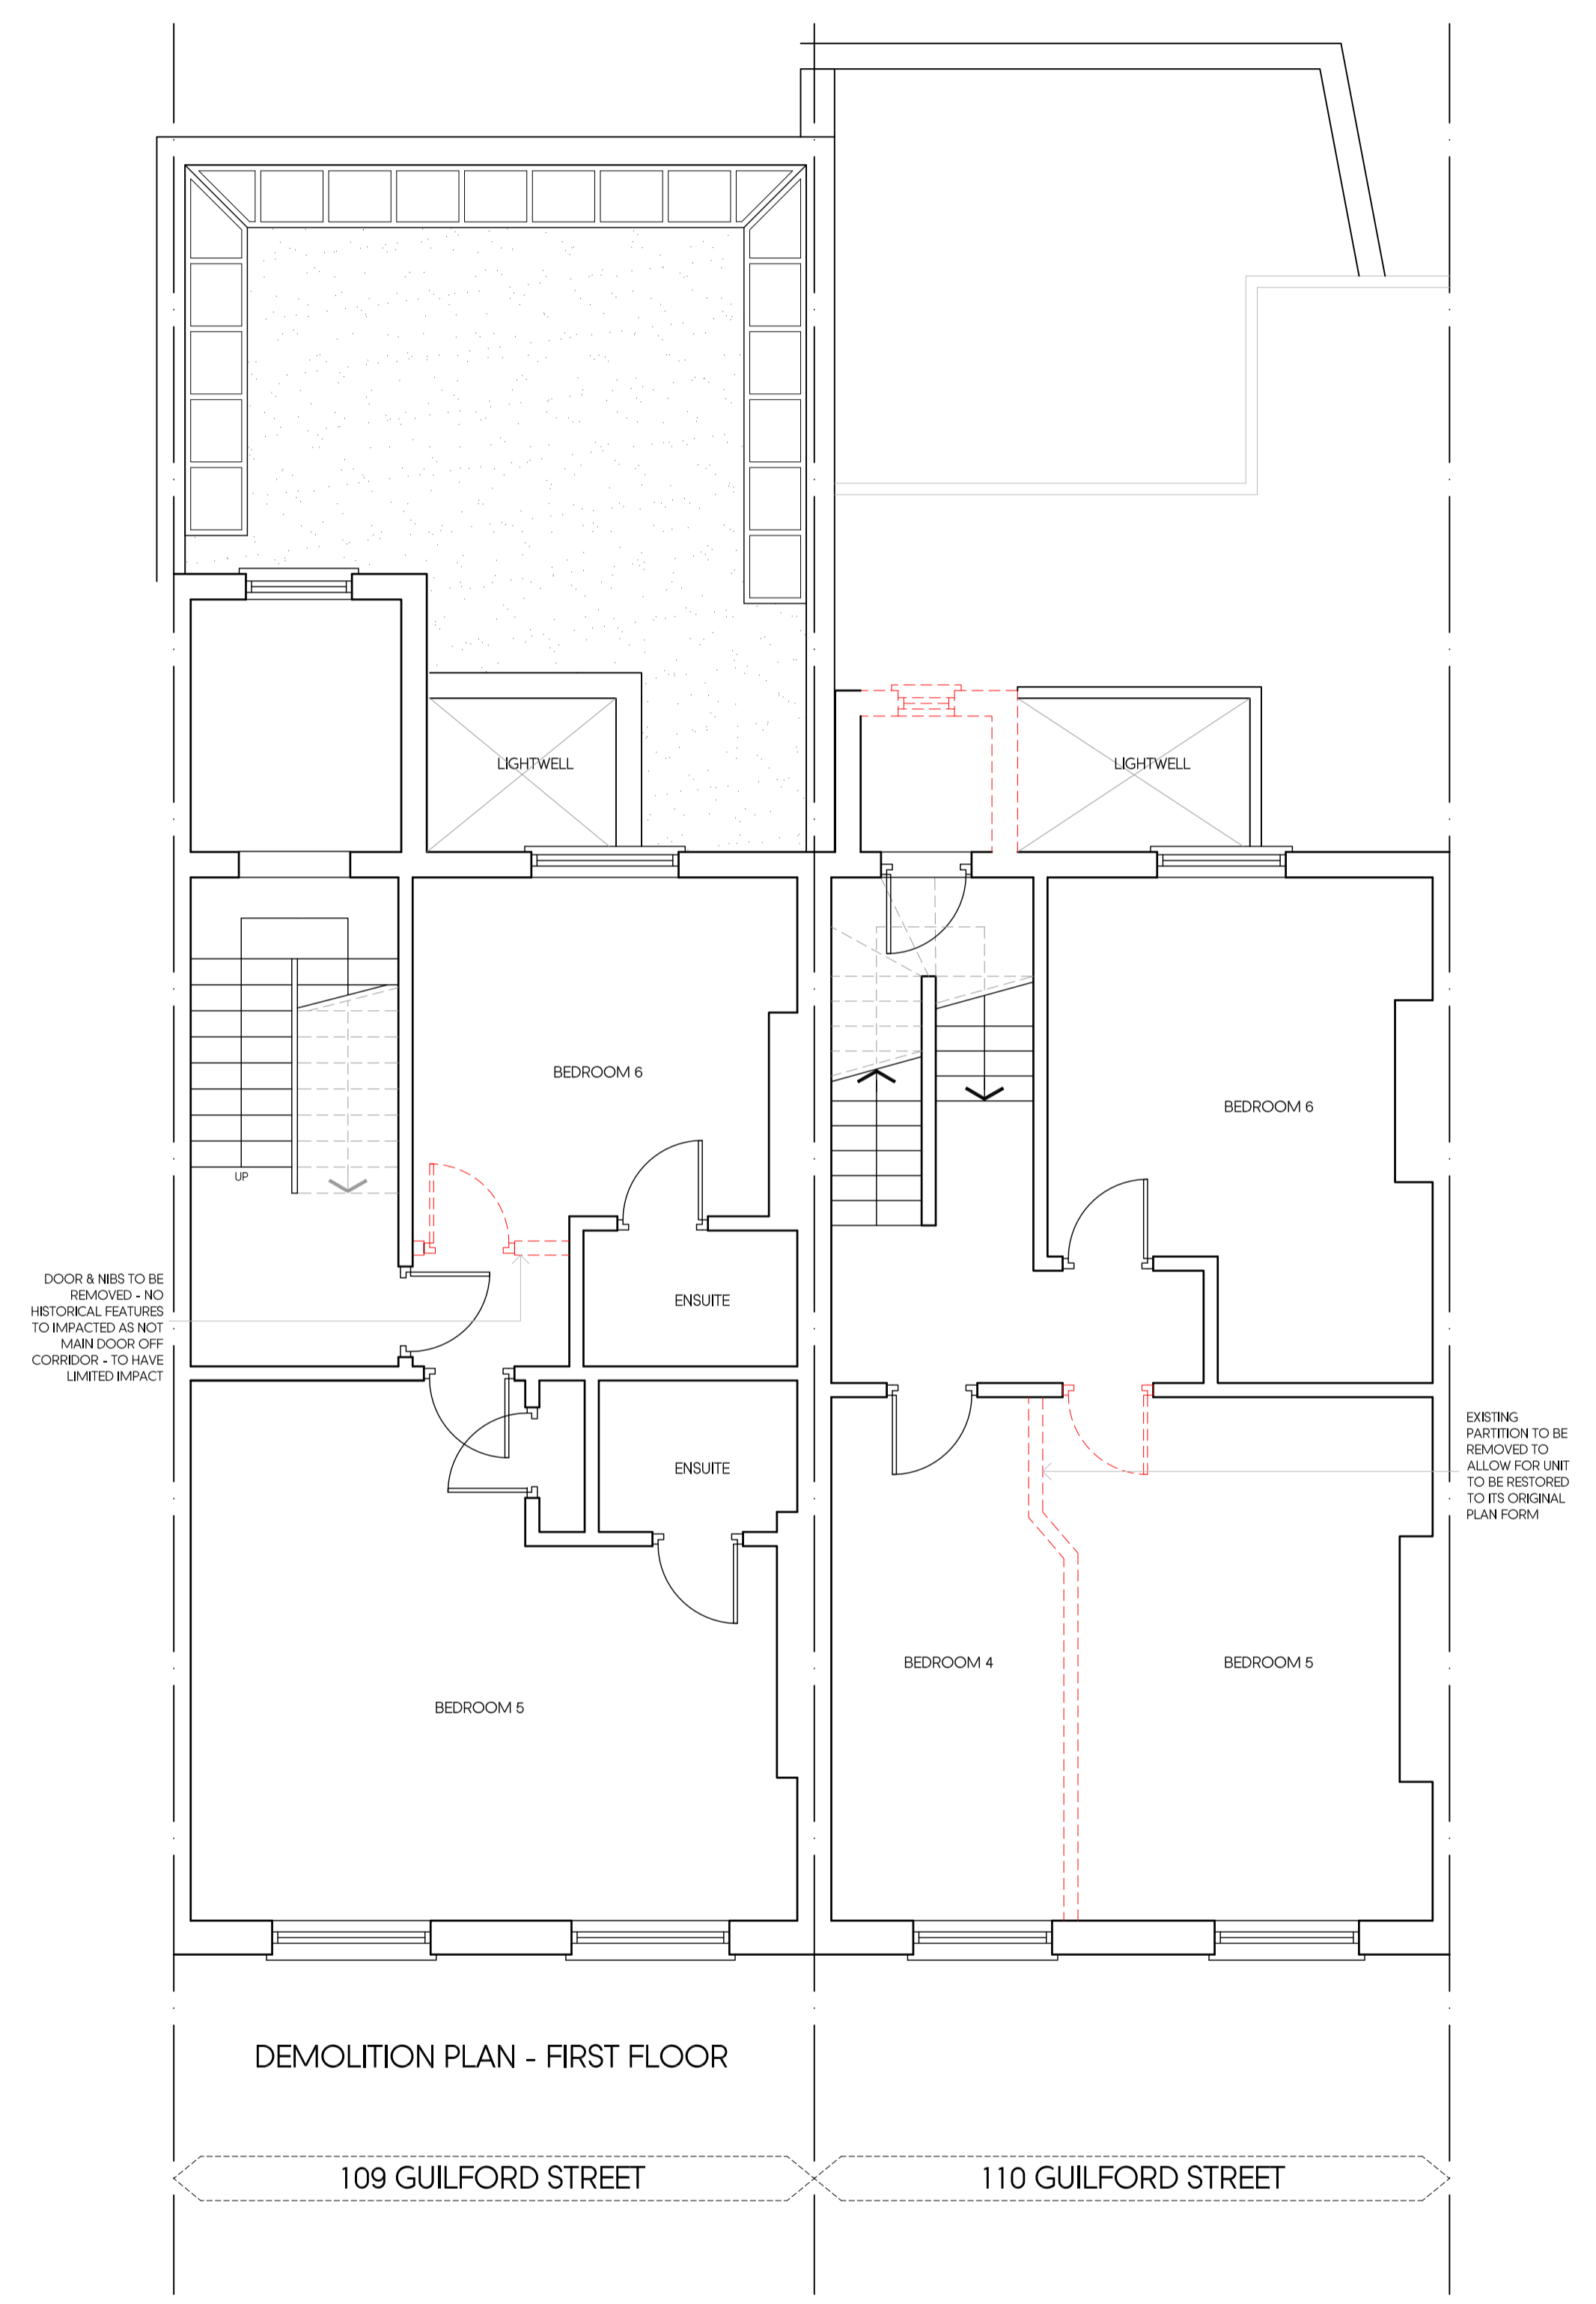 LIGHTWELL
LIGHTWELL
BEDROOM 6
BEDROOM 6
UP
DOOR & NIBS TO BE
REMOVED - NO
HISTORICAL FEATURES
TO IMPACTED AS NOT
MAIN DOOR OFF
CORRIDOR - TO HAVE
LIMITED IMPACT
ENSUITE
ENSUITE
EXISTING
PARTITION TO BE
REMOVED TO
ALLOW FOR UNIT
TO BE RESTORED
TO ITS ORIGINAL
PLAN FORM
BEDROOM 4
BEDROOM 5
BEDROOM 5
DEMOLITION PLAN - FIRST FLOOR
109 GUILFORD STREET
110 GUILFORD STREET